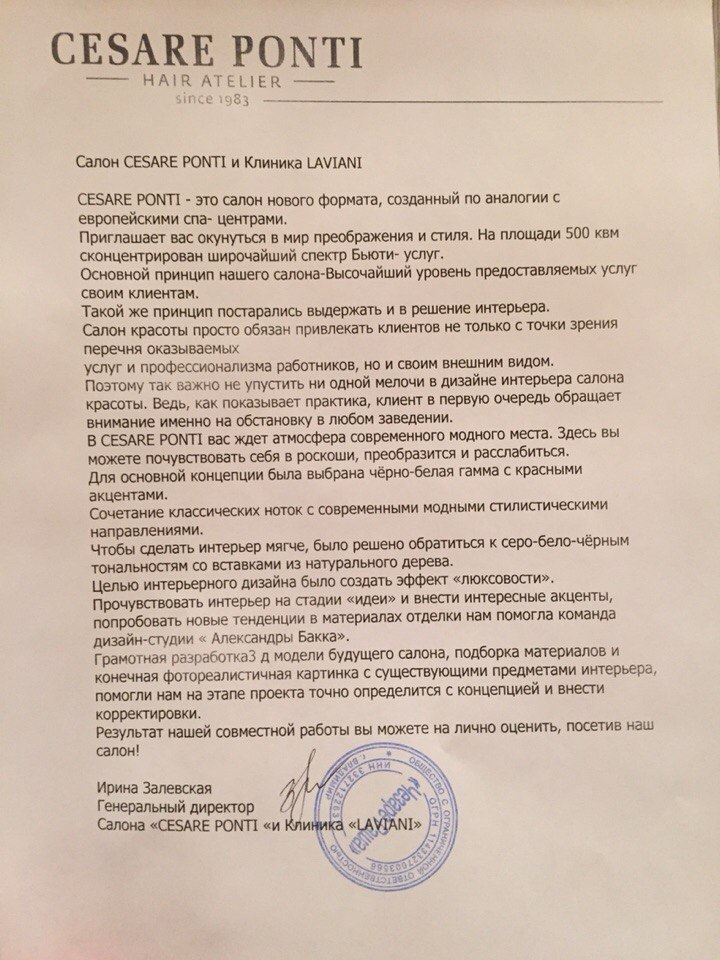 CESARE PONTI
HAIR ATELIER
since 1983
Салон CESARE PONTI и Клиника LAVIANI
CESARE PONTI - это салон нового формата, созданный по аналогии с
европейскими спа- центрами.
Приглашает вас окунуться в мир преображения и стиля. На площади 500 квм
сконцентрирован широчайший спектр Бьюти- услуг.
Основной принцип нашего салона-Высочайший уровень предоставляемых услуг
своим клиентам.
Такой же принцип постарались выдержать и в решение интерьера.
Салон красоты просто обязан привлекать клиентов не только с точки зрения
перечня оказываемых
услуг и профессионализма работников, но и своим внешним видом.
Поэтому так важно не упустить ни одной мелочи в дизайне интерьера салона
красоты. Ведь, как показывает практика, клиент в первую очередь обращает
внимание именно на обстановку в любом заведении.
В CESARE PONTI вас ждет атмосфера современного модного места. Здесь вы
можете почувствовать себя в роскоши, преобразится и расслабиться.
Для основной концепции была выбрана чёрно-белая гамма с красными
акцентами.
Сочетание классических ноток с современными модными стилистическими
направлениями.
Чтобы сделать интерьер мягче, было решено обратиться к серо-бело-чёрным
тональностям со вставками из натурального дерева.
Целью интерьерного дизайна было создать эффект «люксовости».
Прочувствовать интерьер на стадии «идеи» и внести интересные акценты,
попробовать новые тенденции в материалах отделки нам помогла команда
дизайн-студии « Александры Бакка».
Грамотная разработка3 д модели будущего салона, подборка материалов и
конечная фотореалистичная картинка с существующими предметами интерьера,
помогли нам на этапе проекта точно определится с концепцией и внести
корректировки.
Результат нашей совместной работы вы можете на лично оценить, посетив наш
салон!
Ирина Залевская
Генеральный директор
Салона «CESARE PONTI «и Клиника «LAVIANI»
ОБЩЕСТВО С ОГРАНИЧЕННОЙ ОТВЕТСТВЕННОСТЬЮ
г. ВЛАДИМИР